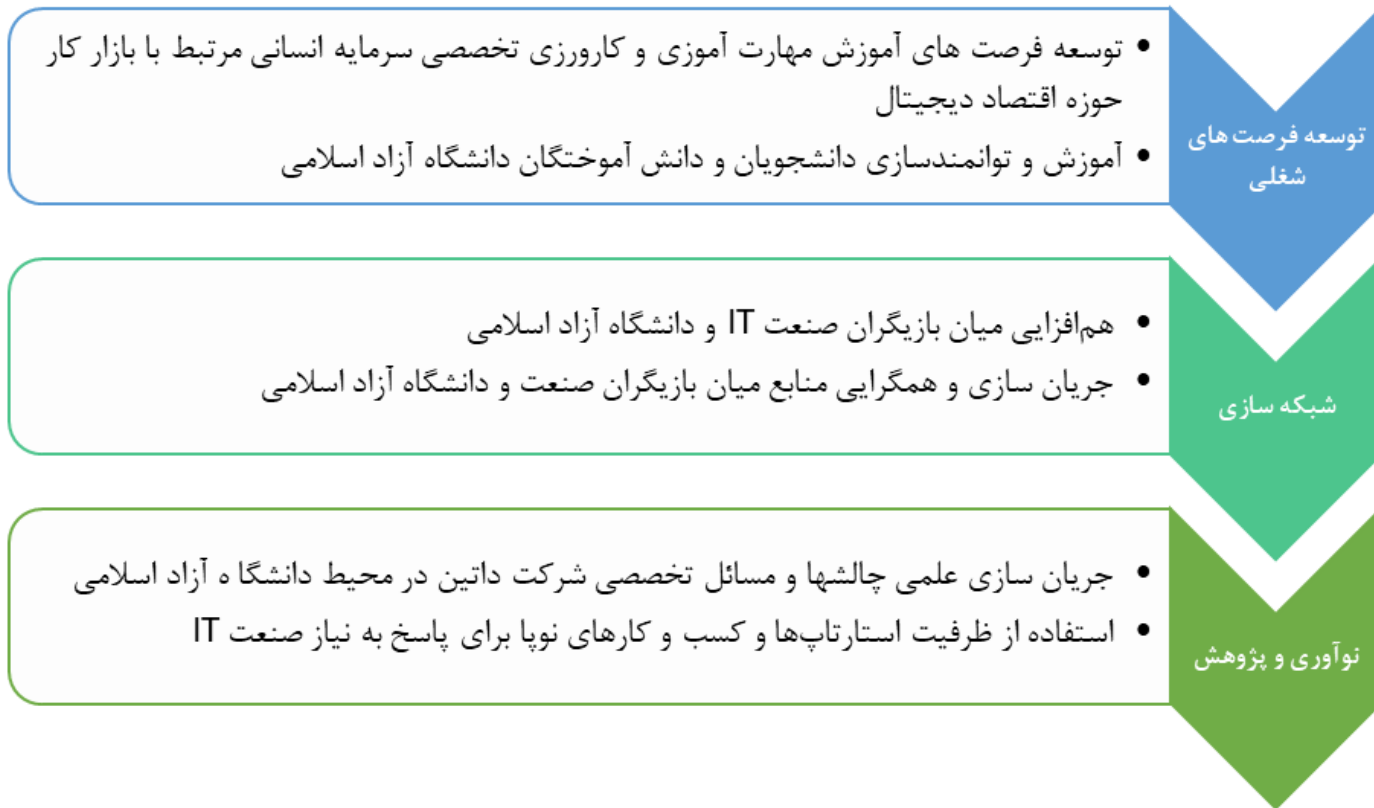 توسعه فرصت های
شغلی
• توسعه فرصت های آموزش مهارت آموزی و کارورزی تخصصی سرمایه انسانی مرتبط با بازار کار
حوزه اقتصاد دیجیتال
• آموزش و توانمندسازی دانشجویان و دانش آموختگان دانشگاه آزاد اسلامی
شبکه سازی
• هم‌افزایی میان بازیگران صنعت IT و دانشگاه آزاد اسلامی
• جریان سازی و همگرایی منابع میان بازیگران صنعت و دانشگاه آزاد اسلامی
نوآوری و پژوهش
• جریان سازی علمی چالشها و مسائل تخصصی شرکت داتین در محیط دانشگا ه آزاد اسلامی
• استفاده از ظرفیت استارتاپ‌ها و کسب و کارهای نوپا برای پاسخ به نیاز صنعت IT